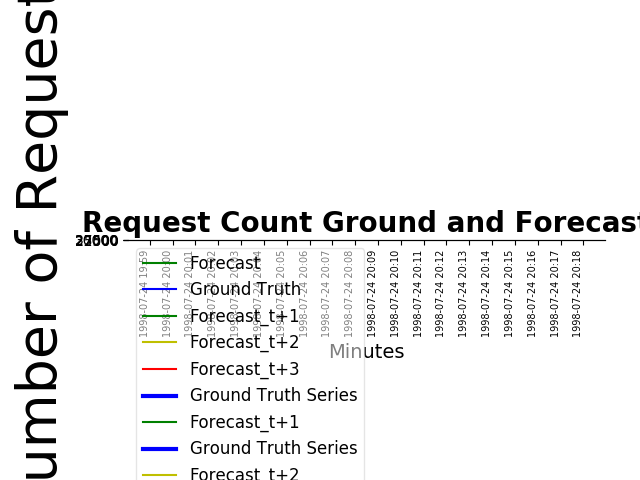 umber of Request
Request Count Ground and Forecast
1998-07-24 19:59
1998-07-24 20:00
1998-07-24 20:01
1998-07-24 20:02
1998-07-24 20:03
1998-07-24 20:04
1998-07-24 20:05
1998-07-24 20:06
1998-07-24 20:07
1998-07-24 20:08
1998-07-24 20:09
1998-07-24 20:10
1998-07-24 20:11
1998-07-24 20:12
1998-07-24 20:13
1998-07-24 20:14
1998-07-24 20:15
1998-07-24 20:16
1998-07-24 20:17
1998-07-24 20:18
Minutes
Forecast
Ground Truth
Forecast_t+1
Forecast_t+2
Forecast_t+3
Ground Truth Series
Forecast_t+1
Ground Truth Series
Forecast_t+2